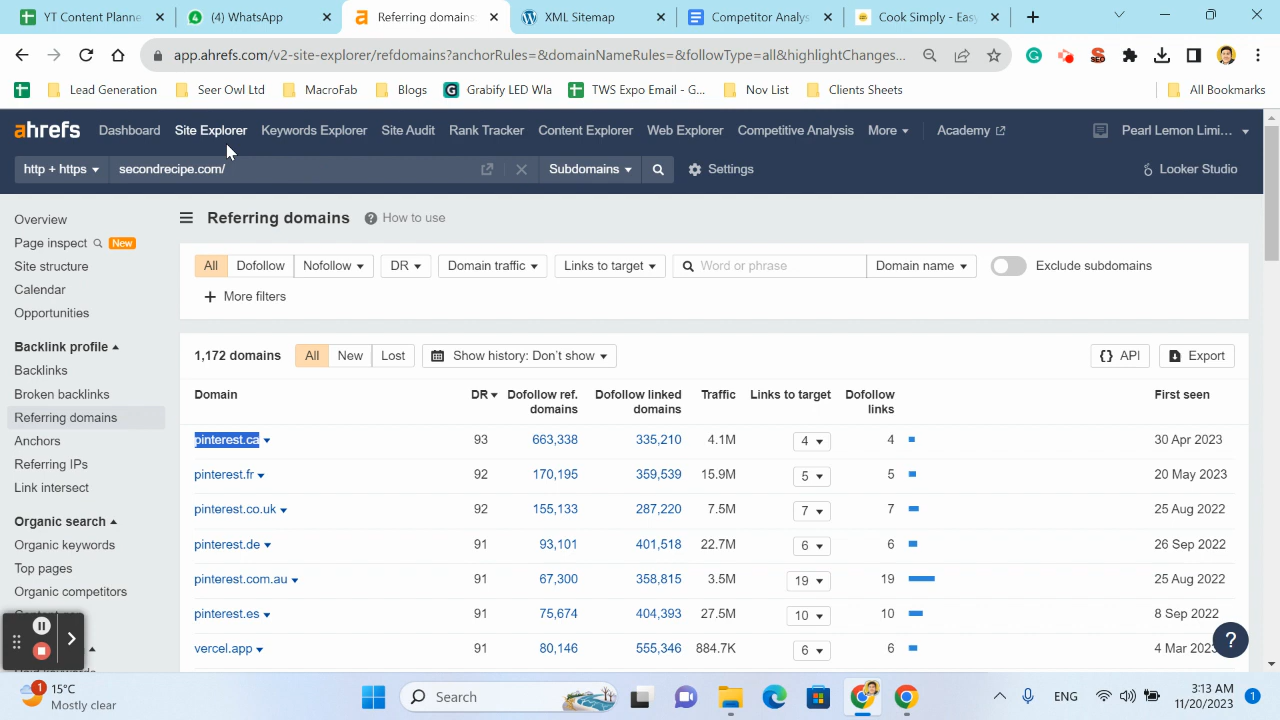 YT Content Planne
(4) WhatsApp
Referring domains:
XML Sitemap
Competitor Analy
Cook Simply - Easy
app.ahrefs.com/v2-site-explorer/refdomains?anchorRules=&domainNameRules=&followType=all&highlightChanges...
Lead Generation
Seer Owl Ltd
MacroFab
Blogs
Grabify LED Wla
TWS Expo Email - G...
Nov List
Clients Sheets
All Bookmarks
ahrefs
Dashboard
Site Explorer
Keywords Explorer
Site Audit
Rank Tracker
Content Explorer
Web Explorer
Competitive Analysis
More
Academy
Pearl Lemon Limi...
http + https
secondrecipe.com/
Subdomains
Settings
Looker Studio
Overview
Page inspect New
Site structure
Calendar
Opportunities
Backlink profile
Backlinks
Broken backlinks
Referring domains
Anchors
Referring IPs
Link intersect
Organic search
Organic keywords
Top pages
Organic competitors
Referring domains
How to use
All
Dofollow
Nofollow
DR
Domain traffic
Links to target
Word or phrase
Domain name
Exclude subdomains
More filters
1,172 domains
All
New
Lost
Show history: Don't show
API
Export
Domain DR Dofollow ref. domains Dofollow linked domains Traffic Links to target Dofollow links First seen
pinterest.ca 93 663,338 335,210 4.1M 4 4 30 Apr 2023
pinterest.fr 92 170,195 359,539 15.9M 5 5 20 May 2023
pinterest.co.uk 92 155,133 287,220 7.5M 7 7 25 Aug 2022
pinterest.de 91 93,101 401,518 22.7M 6 6 26 Sep 2022
pinterest.com.au 91 67,300 358,815 3.5M 19 19 25 Aug 2022
pinterest.es 91 75,674 404,393 27.5M 10 10 8 Sep 2022
vercel.app 91 80,146 555,346 884.7K 6 6 4 Mar 2023
?
1
15°C
Mostly clear
Search
ENG
3:13 AM
11/20/2023
1